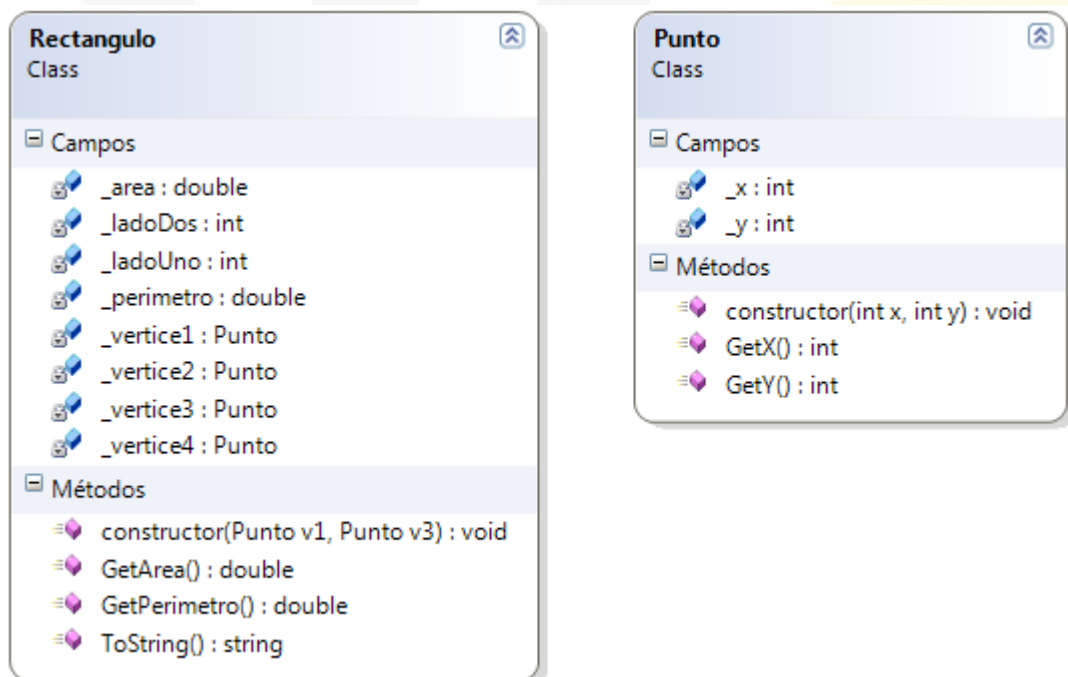 Rectangulo
Class
Campos
_area : double
_ladoDos : int
_ladoUno : int
_perimetro : double
_vertice1 : Punto
_vertice2 : Punto
_vertice3 : Punto
_vertice4 : Punto
Métodos
constructor(Punto v1, Punto v3) : void
GetArea() : double
GetPerimetro() : double
ToString() : string
Punto
Class
Campos
_x : int
_y : int
Métodos
constructor(int x, int y) : void
GetX() : int
GetY() : int